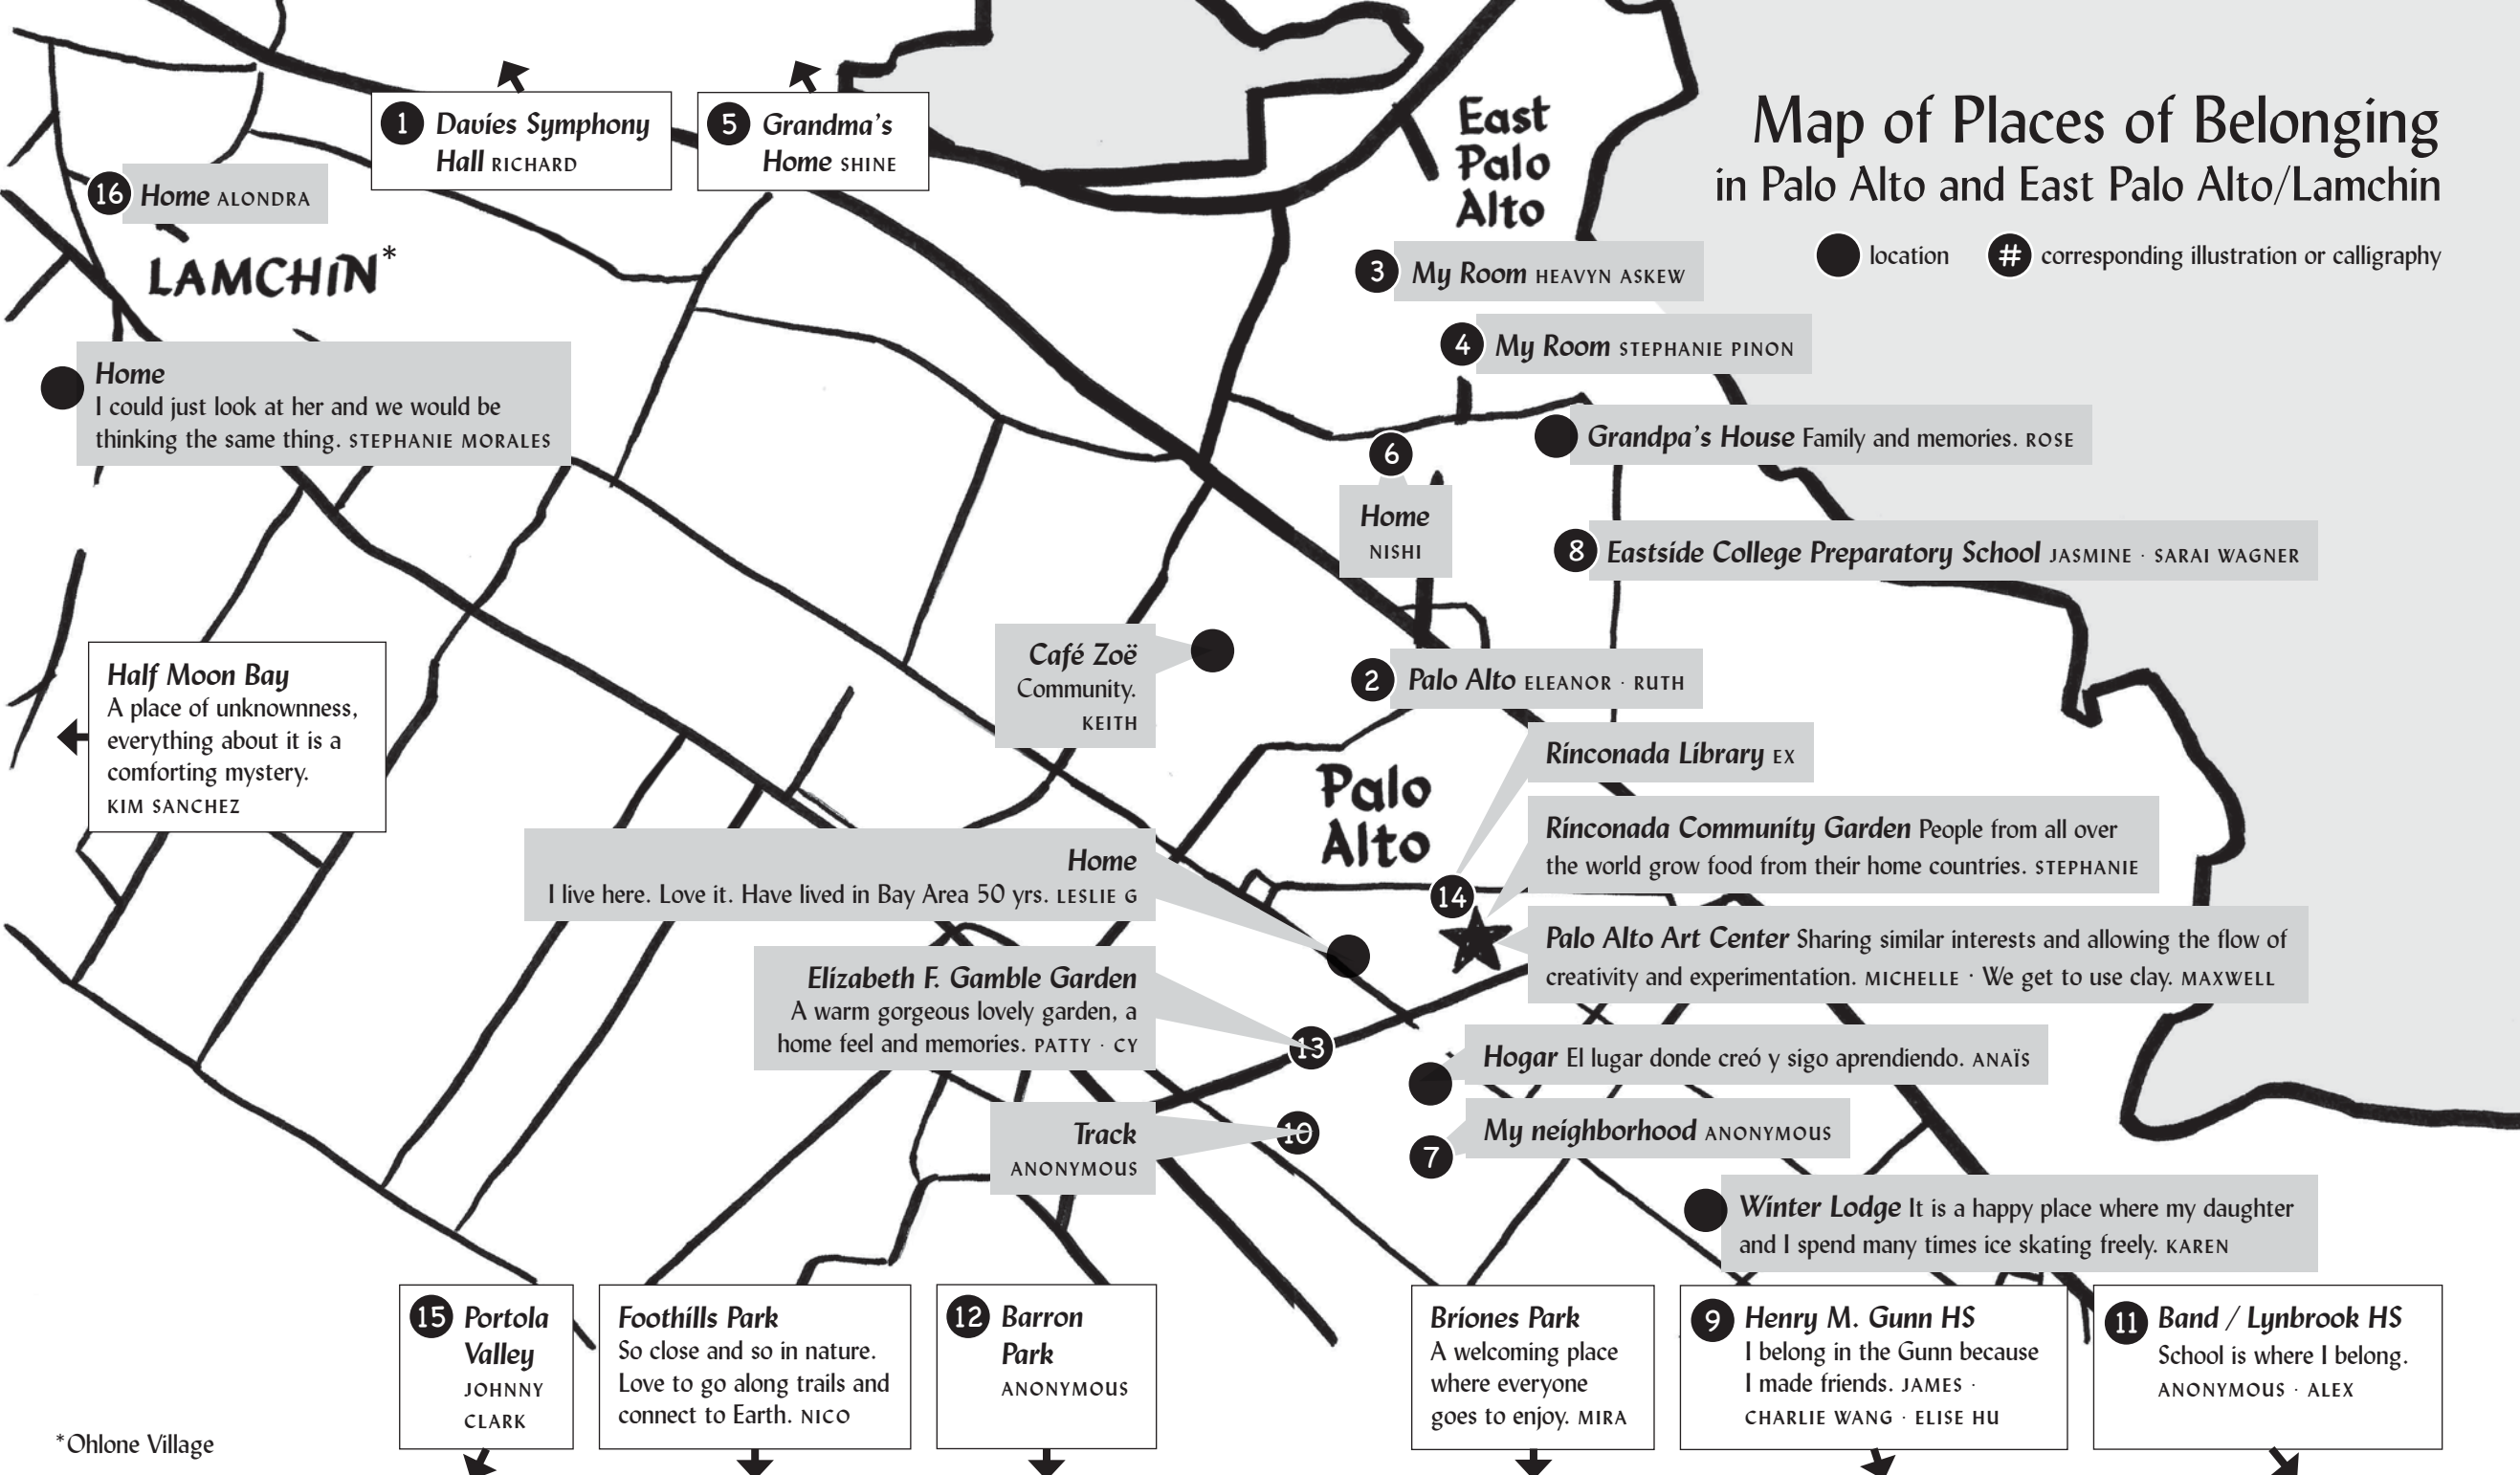 Map of Places of Belonging
in Palo Alto and East Palo Alto/Lamchin
location
# corresponding illustration or calligraphy
1 Davies Symphony
Hall RICHARD
5 Grandma's
Home SHINE
East
Palo
Alto
16 Home ALONDRA
LAMCHIN*
3 My Room HEAVYN ASKEW
4 My Room STEPHANIE PINON
Home
I could just look at her and we would be
thinking the same thing. STEPHANIE MORALES
Grandpa's House Family and memories. ROSE
6
Home
NISHI
8 Eastside College Preparatory School JASMINE · SARAI WAGNER
Half Moon Bay
A place of unknownness,
everything about it is a
comforting mystery.
KIM SANCHEZ
Café Zoë
Community.
KEITH
2 Palo Alto ELEANOR · RUTH
Rinconada Library EX
Palo
Alto
Rinconada Community Garden People from all over
the world grow food from their home countries. STEPHANIE
Home
I live here. Love it. Have lived in Bay Area 50 yrs. LESLIE G
14
Palo Alto Art Center Sharing similar interests and allowing the flow of
creativity and experimentation. MICHELLE · We get to use clay. MAXWELL
Elizabeth F. Gamble Garden
A warm gorgeous lovely garden, a
home feel and memories. PATTY · CY
13
Hogar El lugar donde creó y sigo aprendiendo. ANAÏS
Track
ANONYMOUS
10
My neighborhood ANONYMOUS
7
Winter Lodge It is a happy place where my daughter
and I spend many times ice skating freely. KAREN
15 Portola
Valley
JOHNNY
CLARK
Foothills Park
So close and so in nature.
Love to go along trails and
connect to Earth. NICO
12 Barron
Park
ANONYMOUS
Briones Park
A welcoming place
where everyone
goes to enjoy. MIRA
9 Henry M. Gunn HS
I belong in the Gunn because
I made friends. JAMES ·
CHARLIE WANG · ELISE HU
11 Band / Lynbrook HS
School is where I belong.
ANONYMOUS · ALEX
*Ohlone Village